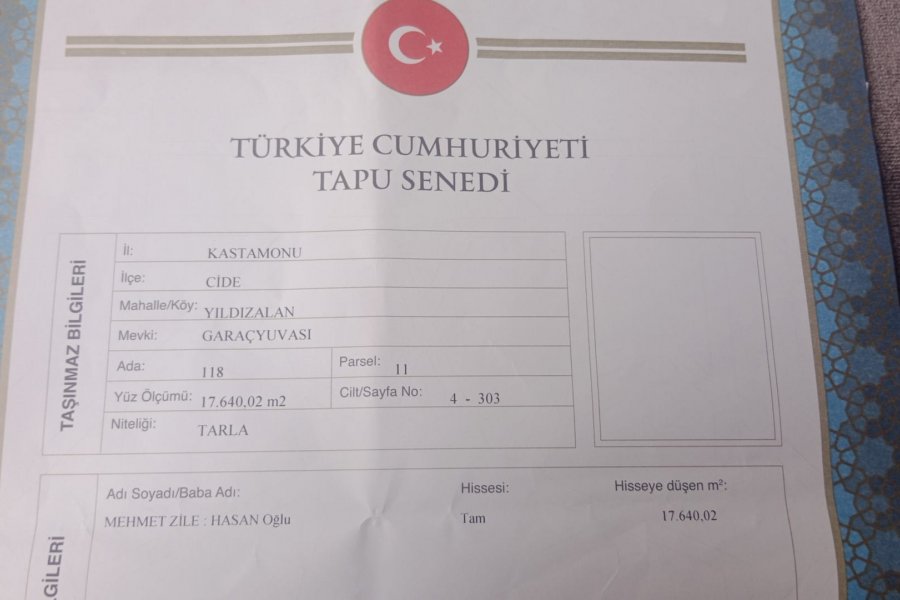 TÜRKİYE CUMHURİYETİ
TAPU SENEDİ
TAŞINMAZ BİLGİLERİ
İl: KASTAMONU
İlçe: CİDE
Mahalle/Köy: YILDIZALAN
Mevki: GARAÇYUVASI
Ada: 118 Parsel: 11
Yüz Ölçümü: 17.640,02 m2 Cilt/Sayfa No: 4 - 303
Niteliği: TARLA
Adı Soyadı/Baba Adı: Hissesi: Hisseye düşen m²:
MEHMET ZİLE : HASAN Oğlu Tam 17.640,02